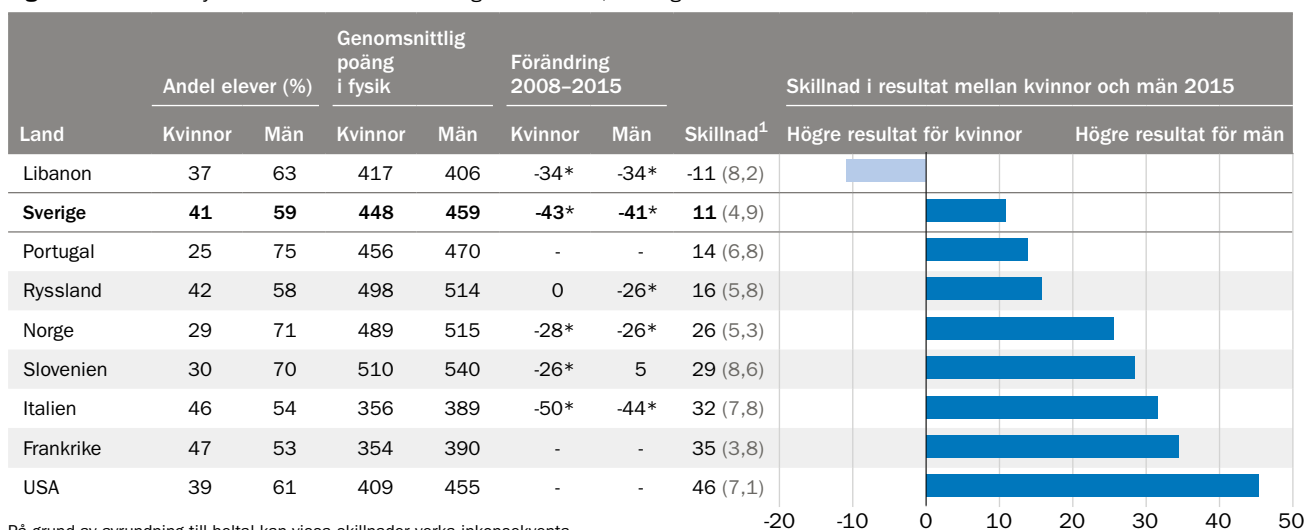 Genomsnittlig
poäng Förändring
Andel elever (%) i fysik 2008–2015 Skillnad i resultat mellan kvinnor och män 2015
Land Kvinnor Män Kvinnor Män Kvinnor Män Skillnad1 Högre resultat för kvinnor Högre resultat för män
Libanon 37 63 417 406 -34* -34* -11 (8,2)
Sverige 41 59 448 459 -43* -41* 11 (4,9)
Portugal 25 75 456 470 - - 14 (6,8)
Ryssland 42 58 498 514 0 -26* 16 (5,8)
Norge 29 71 489 515 -28* -26* 26 (5,3)
Slovenien 30 70 510 540 -26* 5 29 (8,6)
Italien 46 54 356 389 -50* -44* 32 (7,8)
Frankrike 47 53 354 390 - - 35 (3,8)
USA 39 61 409 455 - - 46 (7,1)
-20 -10 0 10 20 30 40 50